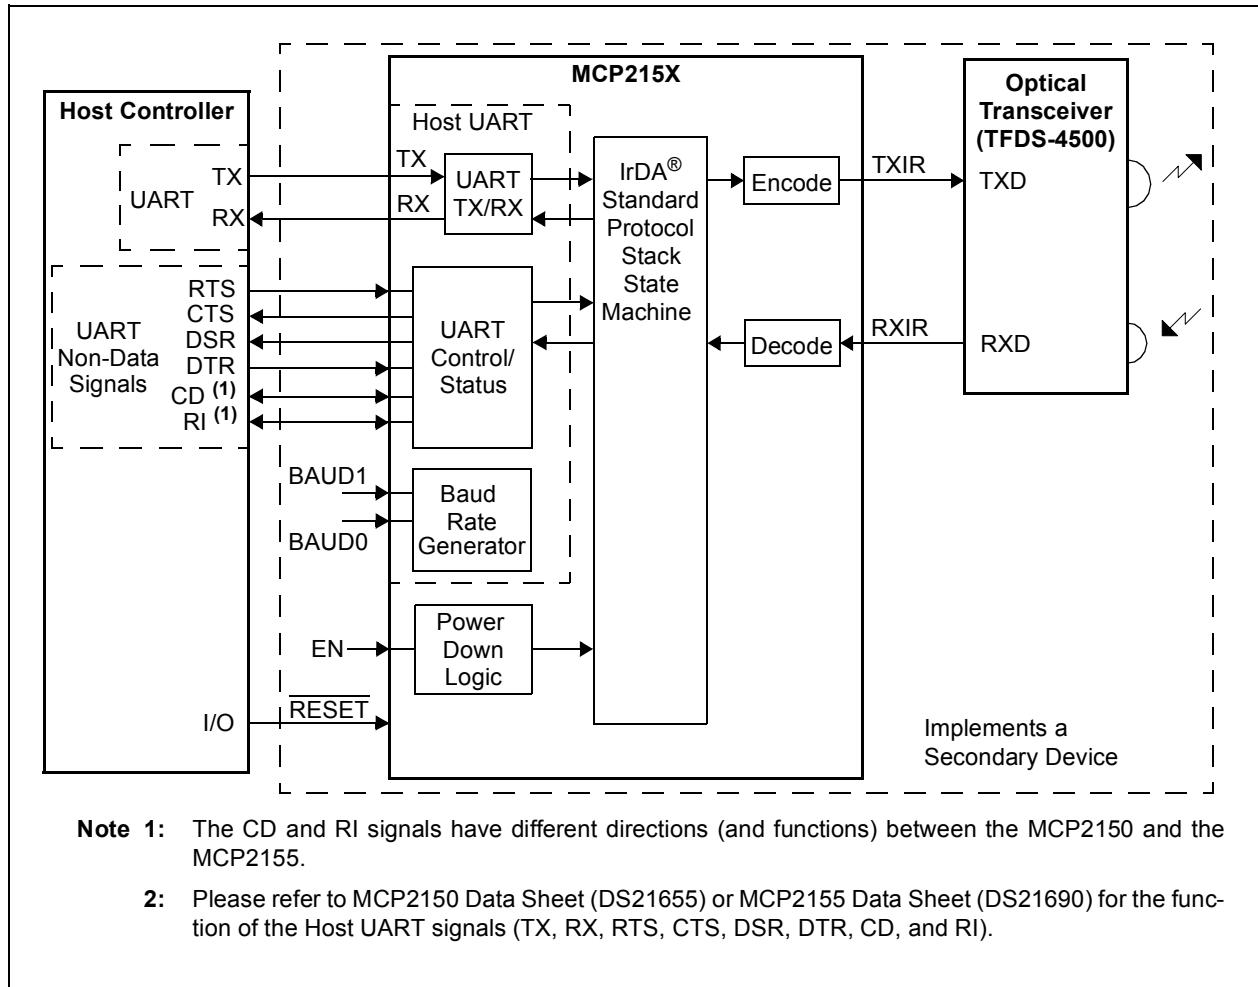 MCP215X
Optical
Transceiver
(TFDS-4500)
Host Controller
Host UART
UART
TX
RX
TX
RX
UART
TX/RX
IrDA®
Standard
Protocol
Stack
State
Machine
Encode
TXIR
TXD
UART
Non-Data
Signals
RTS
CTS
DSR
DTR
CD (1)
RI (1)
UART
Control/
Status
Decode
RXIR
RXD
BAUD1
BAUD0
Baud
Rate
Generator
EN
Power
Down
Logic
I/O
RESET
Implements a
Secondary Device
Note 1: The CD and RI signals have different directions (and functions) between the MCP2150 and the
MCP2155.
2: Please refer to MCP2150 Data Sheet (DS21655) or MCP2155 Data Sheet (DS21690) for the func-
tion of the Host UART signals (TX, RX, RTS, CTS, DSR, DTR, CD, and RI).